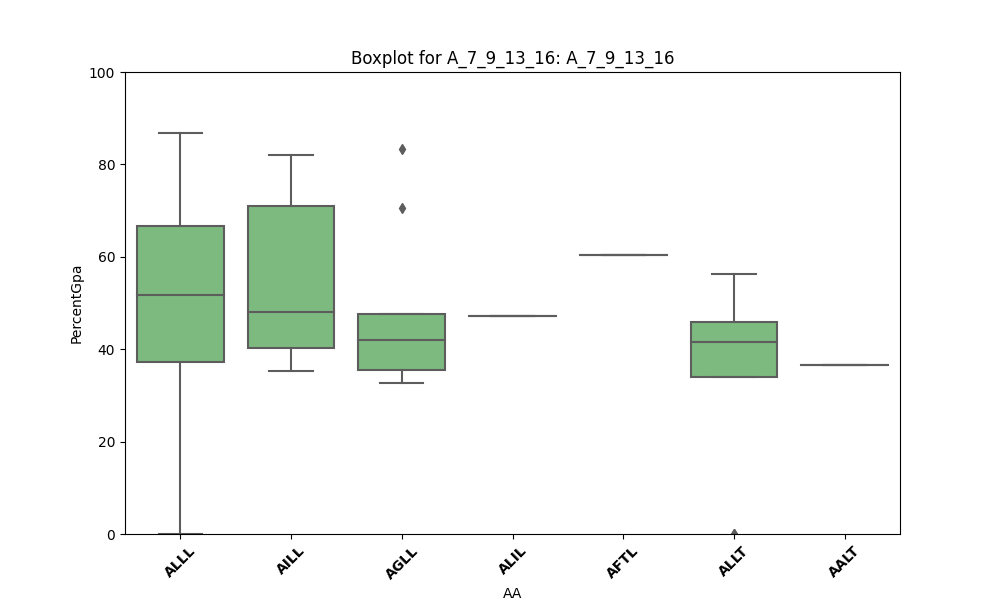 Boxplot for A_7_9_13_16: A_7_9_13_16
100
80
60
40
20
0
PercentGpa
ALLL
AILL
AGLL
ALIL
AFTL
ALLT
AALT
AA